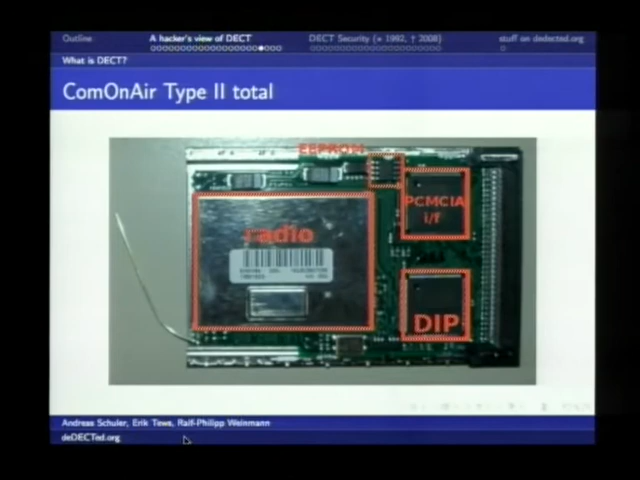 Outline
A hacker's view of DECT
DECT Security (* 1992, † 2008)
stuff on dedected.org
What is DECT?
ComOnAir Type II total
EEPROM
PCMCIA
i/f
radio
DIP
Andreas Schuler, Erik Tews, Ralf-Philipp Weinmann
deDECTed.org